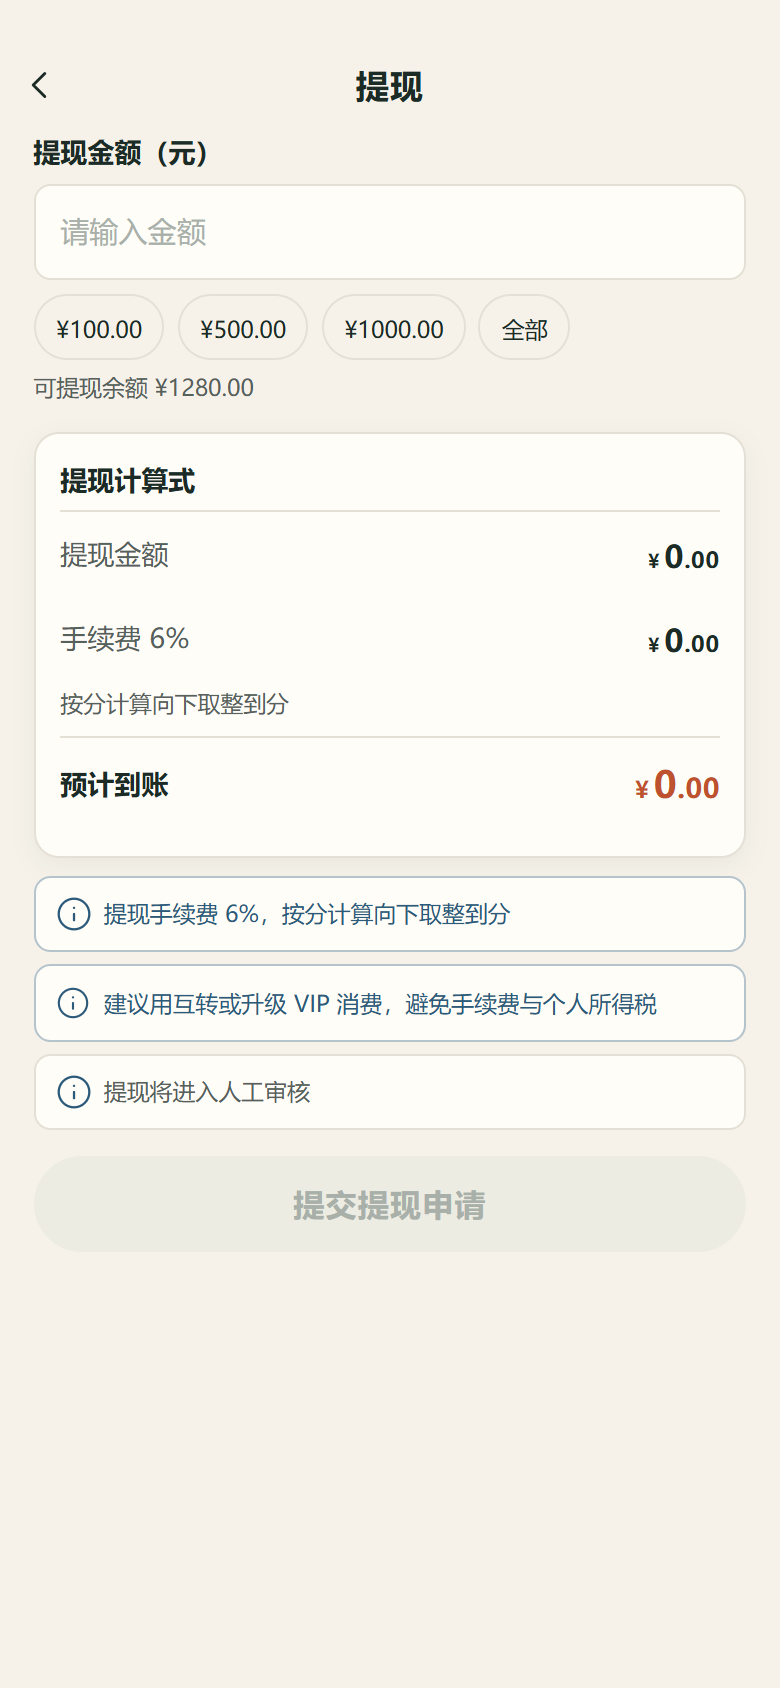 提现
提现金额（元）
请输入金额
¥100.00 ¥500.00 ¥1000.00 全部
可提现余额 ¥1280.00
提现计算式
提现金额 ¥0.00
手续费 6% ¥0.00
按分计算向下取整到分
预计到账 ¥0.00
提现手续费 6%，按分计算向下取整到分
建议用互转或升级 VIP 消费，避免手续费与个人所得税
提现将进入人工审核
提交提现申请